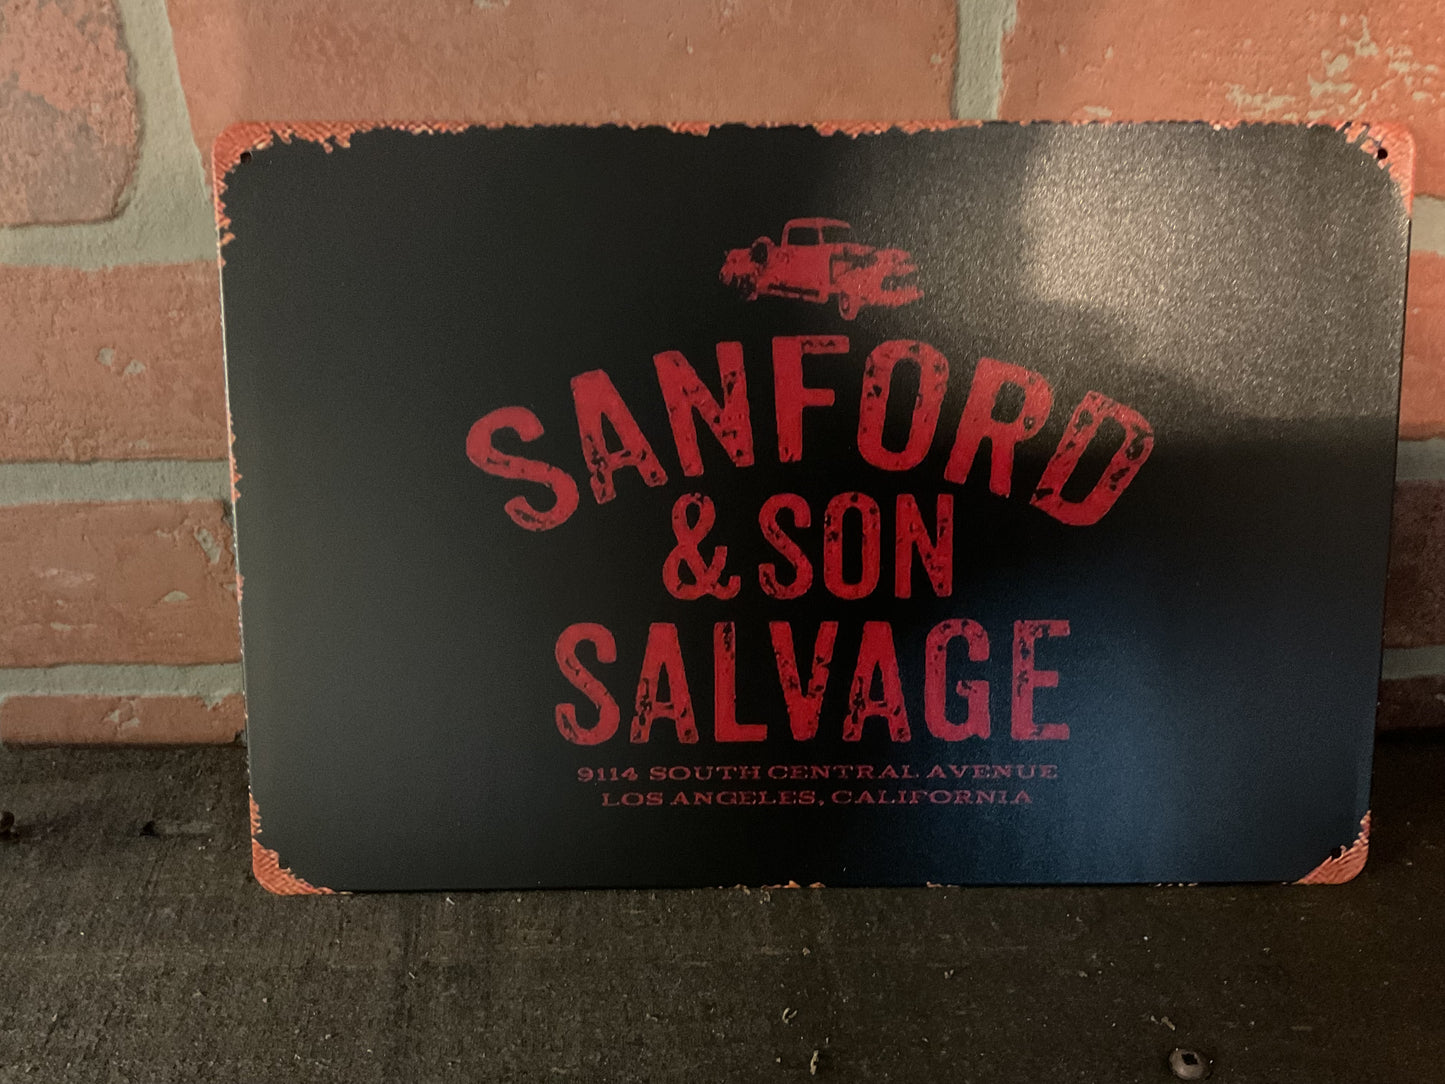 SANFORD
& SON
SALVAGE
9114 SOUTH CENTRAL AVENUE
LOS ANGELES, CALIFORNIA